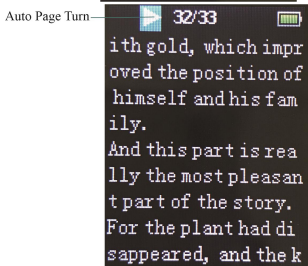 Auto Page Turn
32/33
ith gold, which impr
oved the position of
himself and his fam
ily.
And this part is rea
lly the most pleasan
t part of the story.
For the plant had di
sappeared, and the k